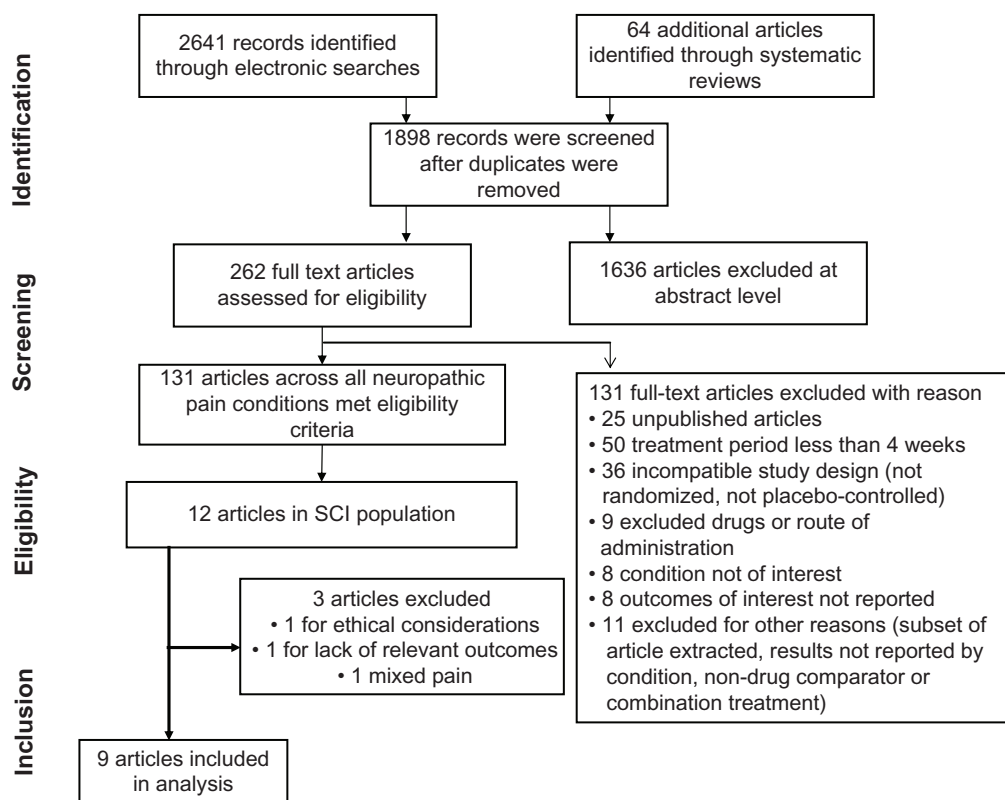 Identification
2641 records identified
through electronic searches
64 additional articles
identified through systematic
reviews
1898 records were screened
after duplicates were
removed
Screening
262 full text articles
assessed for eligibility
1636 articles excluded at
abstract level
131 articles across all neuropathic
pain conditions met eligibility
criteria
131 full-text articles excluded with reason
• 25 unpublished articles
• 50 treatment period less than 4 weeks
• 36 incompatible study design (not
randomized, not placebo-controlled)
• 9 excluded drugs or route of
administration
• 8 condition not of interest
• 8 outcomes of interest not reported
• 11 excluded for other reasons (subset of
article extracted, results not reported by
condition, non-drug comparator or
combination treatment)
Eligibility
12 articles in SCI population
3 articles excluded
• 1 for ethical considerations
• 1 for lack of relevant outcomes
• 1 mixed pain
Inclusion
9 articles included
in analysis